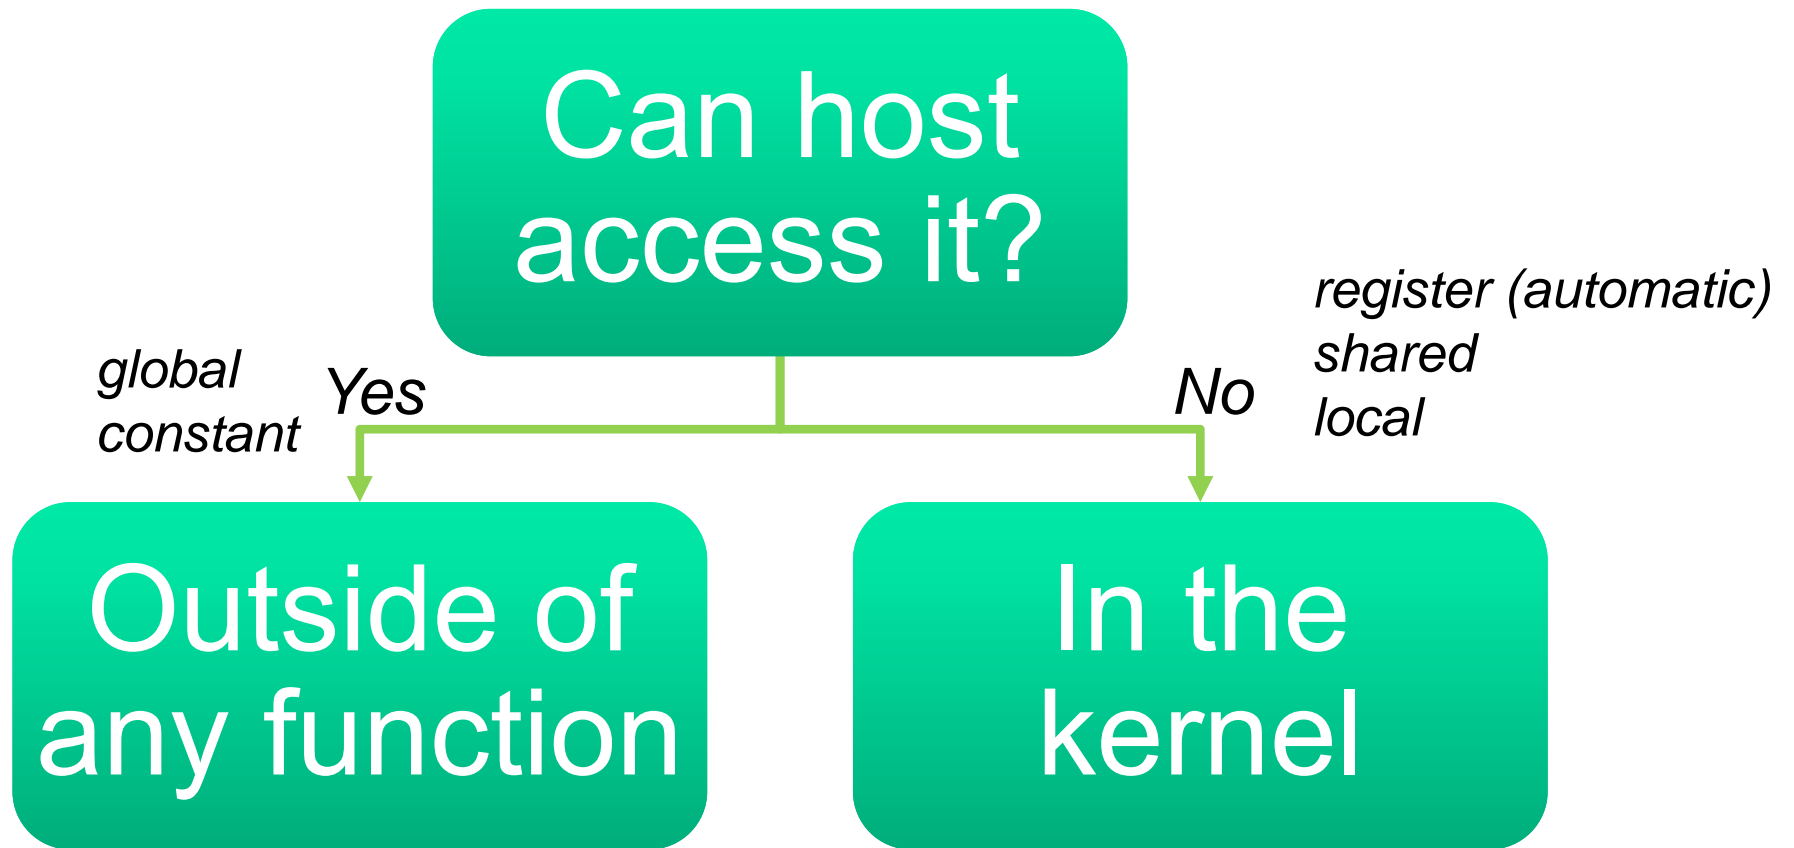 Can host
access it?
global
constant
Yes
No
register (automatic)
shared
local
Outside of
any function
In the
kernel